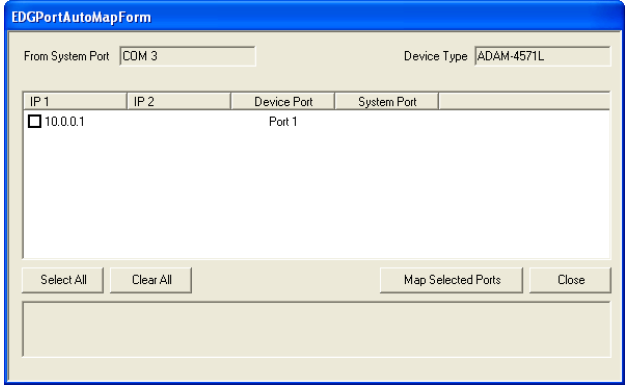 EDGPortAutoMapForm
From System Port COM 3 Device Type ADAM-4571L
IP 1 IP 2 Device Port System Port
10.0.0.1 Port 1
Select All Clear All Map Selected Ports Close